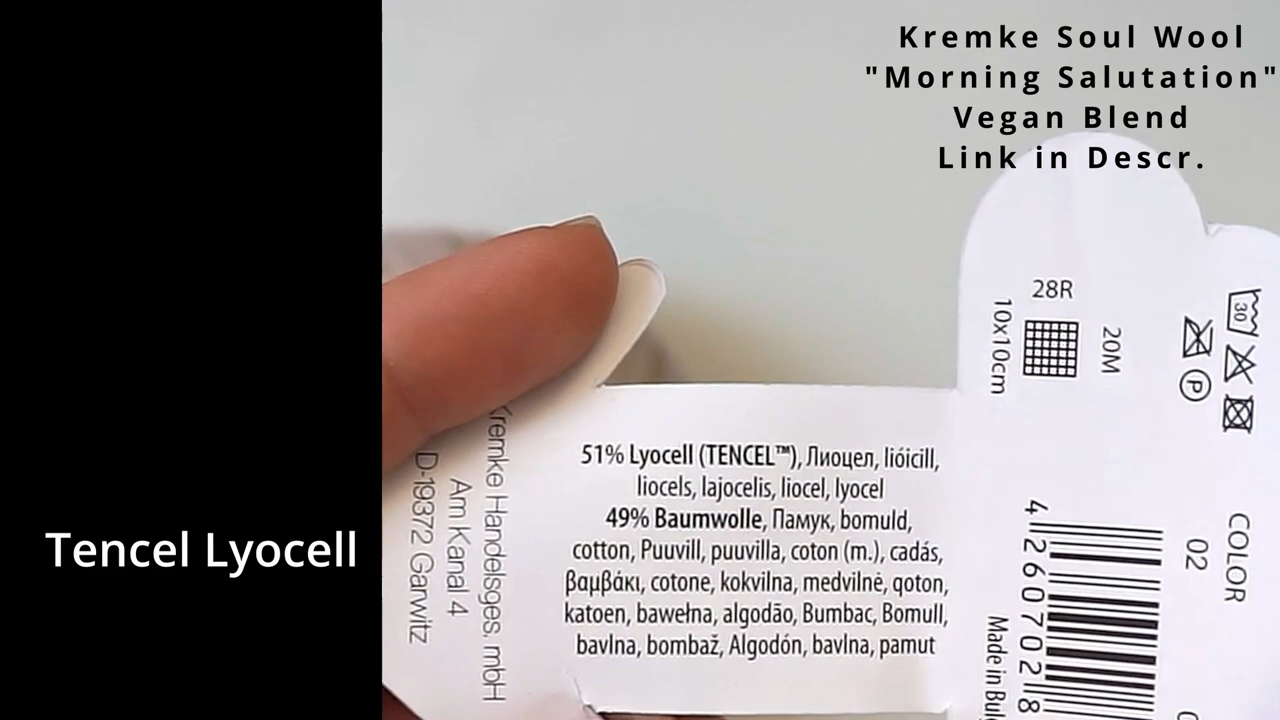 Kremke Soul Wool
"Morning Salutation"
Vegan Blend
Link in Descr.
Tencel Lyocell
Kremke Handelsges. mbH
Am Kanal 4
D-19372 Garwitz
51% Lyocell (TENCEL™), Лиоцел, lióicill,
liocels, lajocelis, liocel, lyocel
49% Baumwolle, Памук, bomuld,
cotton, Puuvill, puuvilla, coton (m.), cadás,
βαμβάκι, cotone, kokvilna, medvilnė, qoton,
katoen, bawełna, algodão, Bumbac, Bomull,
bavlna, bombaž, Algodón, bavlna, pamut
28R
20M
10x10cm
30
P
COLOR
02
4 260702 18
Made in